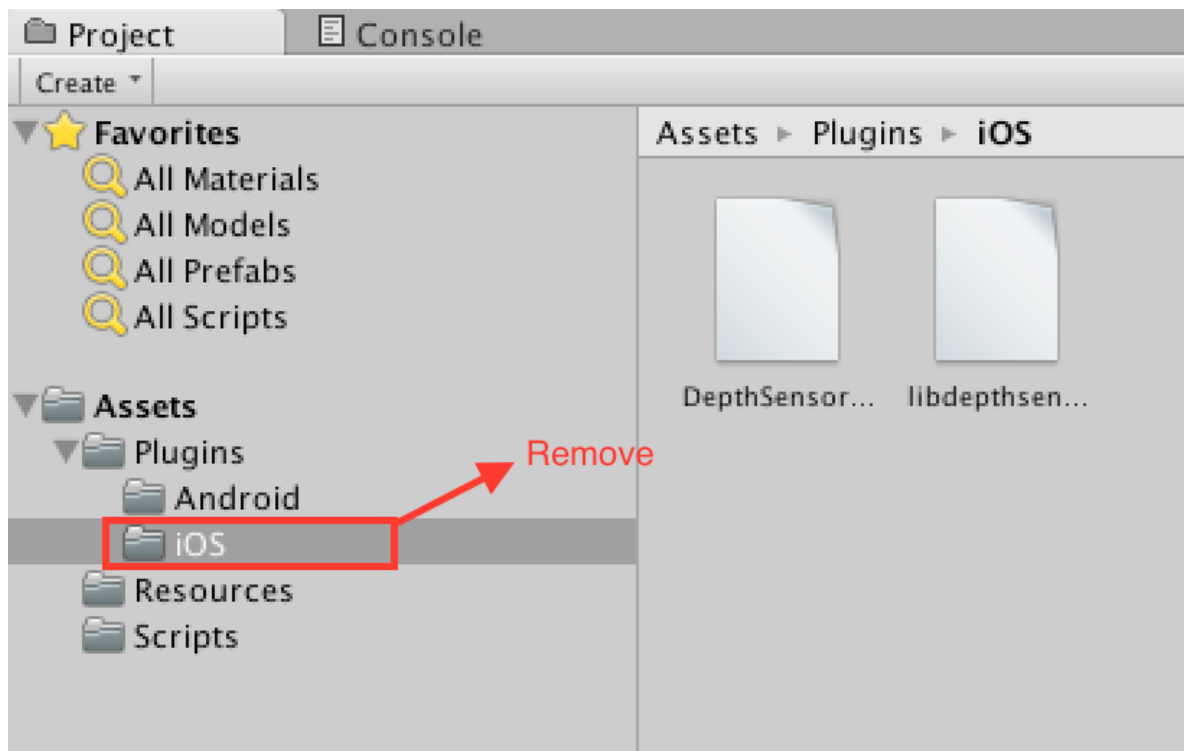 Project
Console
Create
Favorites
All Materials
All Models
All Prefabs
All Scripts
Assets
Plugins
Android
iOS
Resources
Scripts
Remove
Assets Plugins iOS
DepthSensor...
libdepthsen...